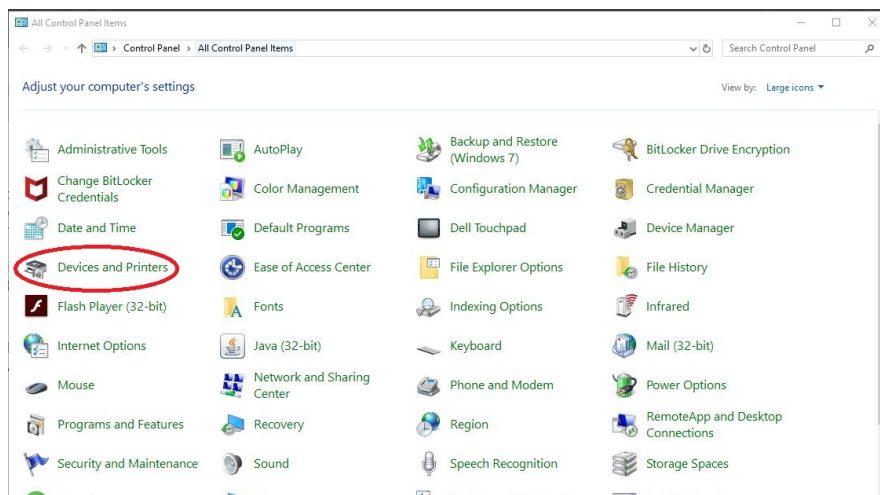 All Control Panel Items
Control Panel > All Control Panel Items
Search Control Panel
Adjust your computer's settings
View by: Large icons
Administrative Tools
AutoPlay
Backup and Restore
(Windows 7)
BitLocker Drive Encryption
Change BitLocker
Credentials
Color Management
Configuration Manager
Credential Manager
Date and Time
Default Programs
Dell Touchpad
Device Manager
Devices and Printers
Ease of Access Center
File Explorer Options
File History
Flash Player (32-bit)
Fonts
Indexing Options
Infrared
Internet Options
Java (32-bit)
Keyboard
Mail (32-bit)
Mouse
Network and Sharing
Center
Phone and Modem
Power Options
Programs and Features
Recovery
Region
RemoteApp and Desktop
Connections
Security and Maintenance
Sound
Speech Recognition
Storage Spaces